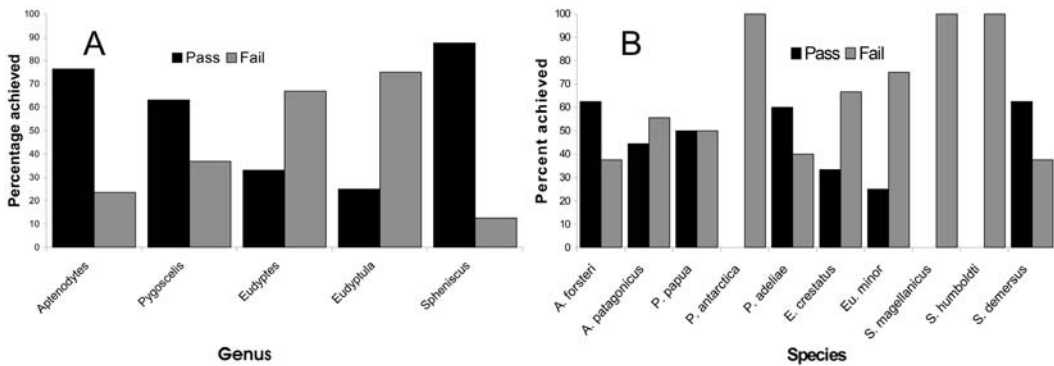 A
Pass Fail
Percentage achieved
100
90
80
70
60
50
40
30
20
10
0
Aptenodytes
Pygoscelis
Eudyptes
Eudyptula
Spheniscus
Genus
B
Pass Fail
Percent achieved
100
90
80
70
60
50
40
30
20
10
0
A. forsteri
A. patagonicus
P. papua
P. antarctica
P. adeliae
E. crestatus
Eu. minor
S. magellanicus
S. humboldti
S. demersus
Species